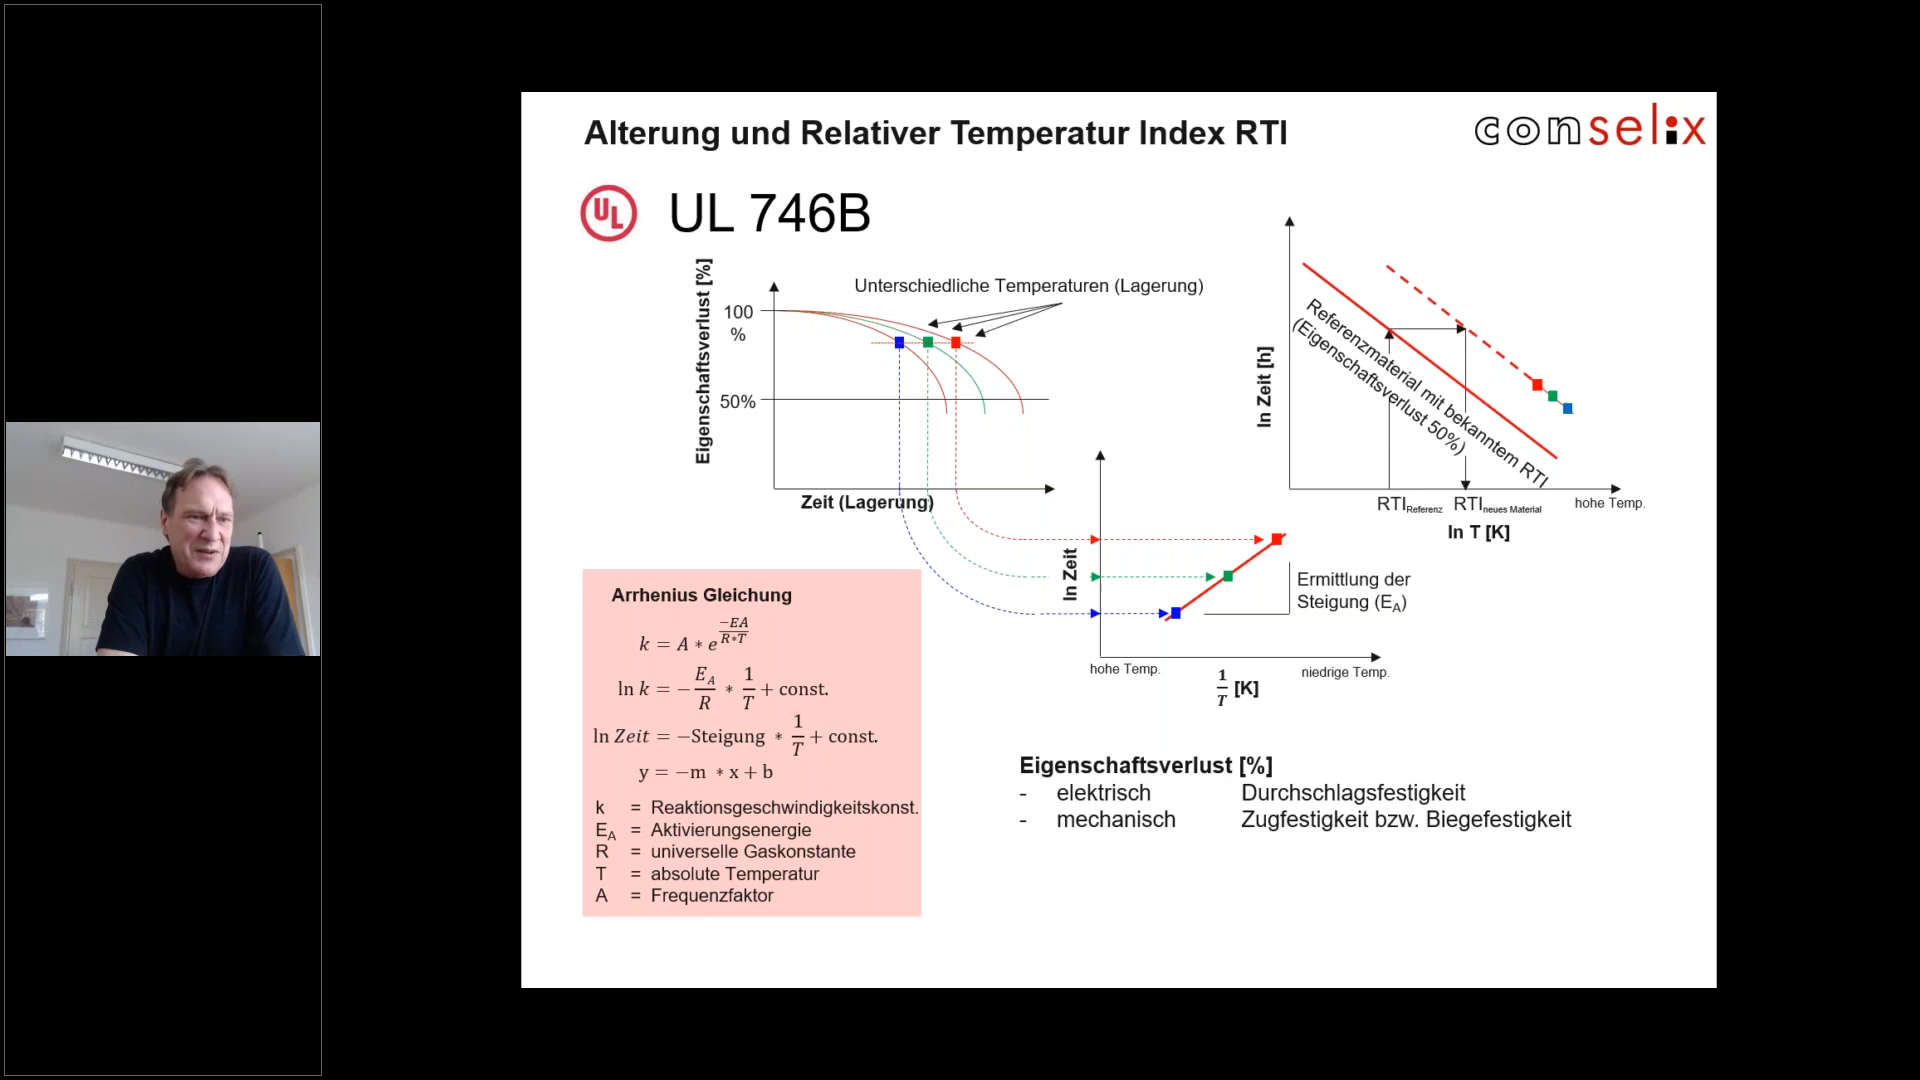 Alterung und Relativer Temperatur Index RTI
conselix
UL
UL 746B
Eigenschaftsverlust [%]
100
%
50%
Unterschiedliche Temperaturen (Lagerung)
Zeit (Lagerung)
ln Zeit [h]
Referenzmaterial mit bekanntem RTI
(Eigenschaftsverlust 50%)
RTI Referenz
RTI neues Material
hohe Temp.
ln T [K]
ln Zeit
Ermittlung der
Steigung (E_A)
hohe Temp.
1/T [K]
niedrige Temp.
Arrhenius Gleichung
k = A * e^(-EA/(R*T))
ln k = − E_A/R * 1/T + const.
ln Zeit = −Steigung * 1/T + const.
y = −m * x + b
k = Reaktionsgeschwindigkeitskonst.
E_A = Aktivierungsenergie
R = universelle Gaskonstante
T = absolute Temperatur
A = Frequenzfaktor
Eigenschaftsverlust [%]
- elektrisch Durchschlagsfestigkeit
- mechanisch Zugfestigkeit bzw. Biegefestigkeit